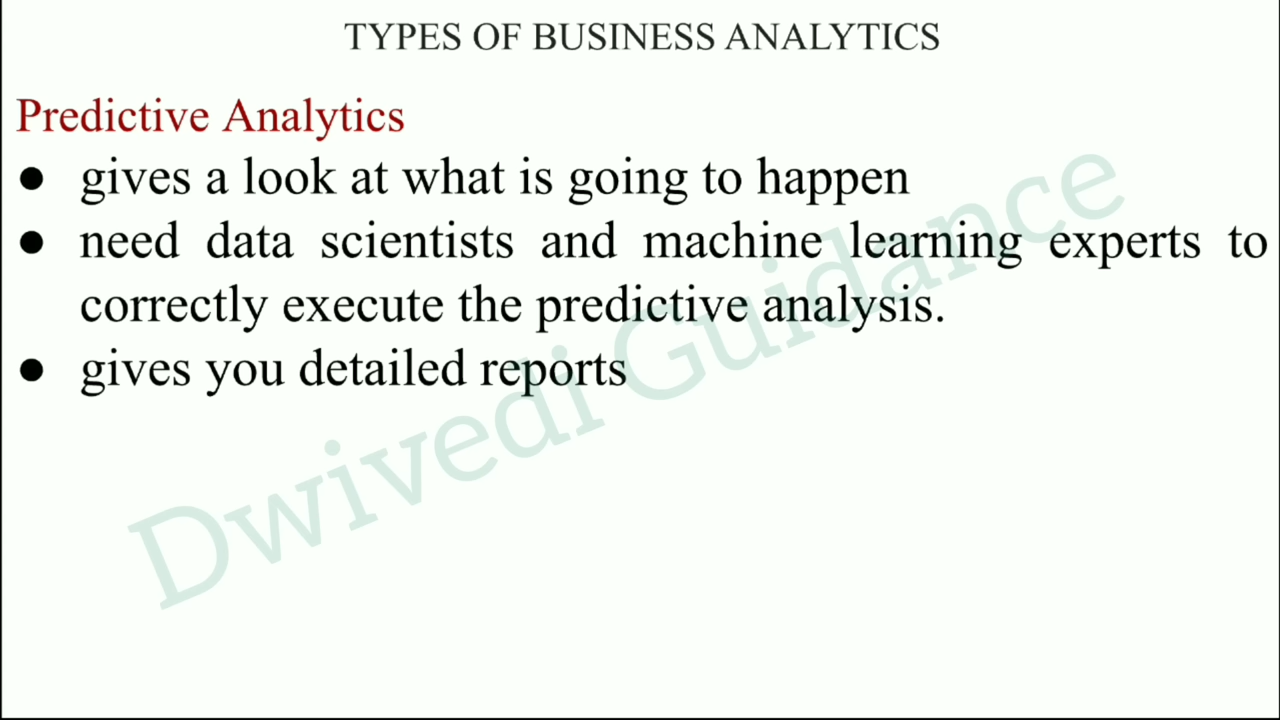 TYPES OF BUSINESS ANALYTICS
Predictive Analytics
● gives a look at what is going to happen
● need data scientists and machine learning experts to
correctly execute the predictive analysis.
● gives you detailed reports
Dwivedi Guidance